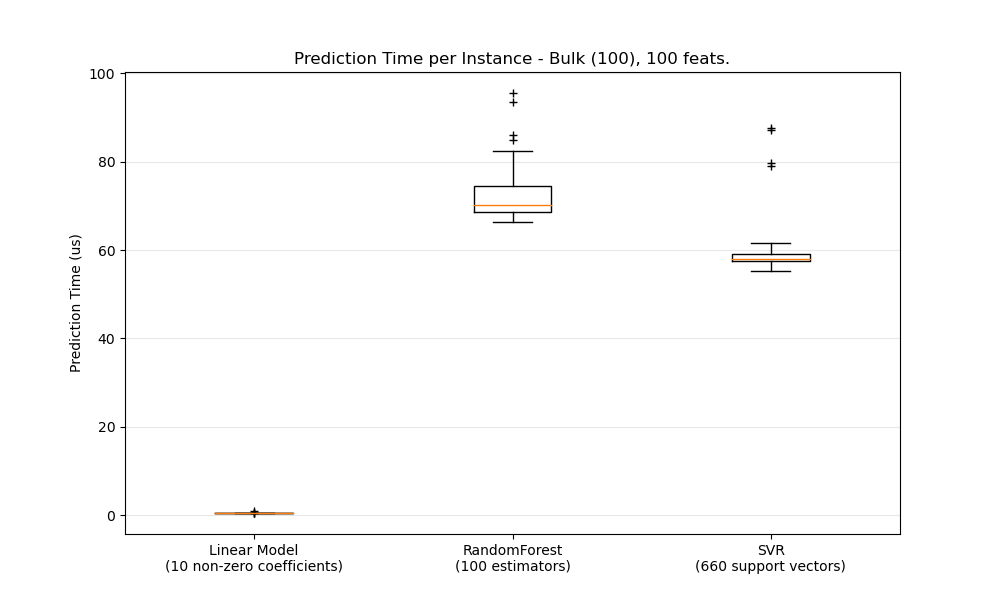 Prediction Time per Instance - Bulk (100), 100 feats.
100
80
60
40
20
0
Prediction Time (us)
Linear Model
(10 non-zero coefficients)
RandomForest
(100 estimators)
SVR
(660 support vectors)